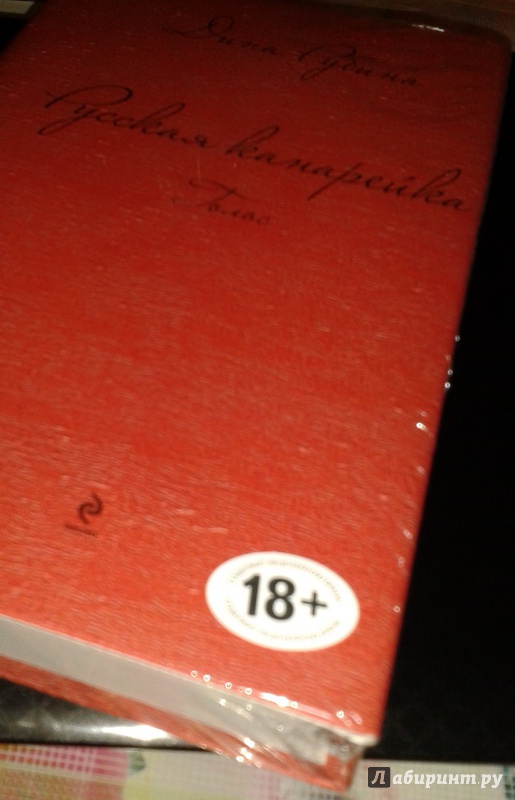 Дина Рубина
Русская канарейка
Голос
18+
Лабиринт.ру